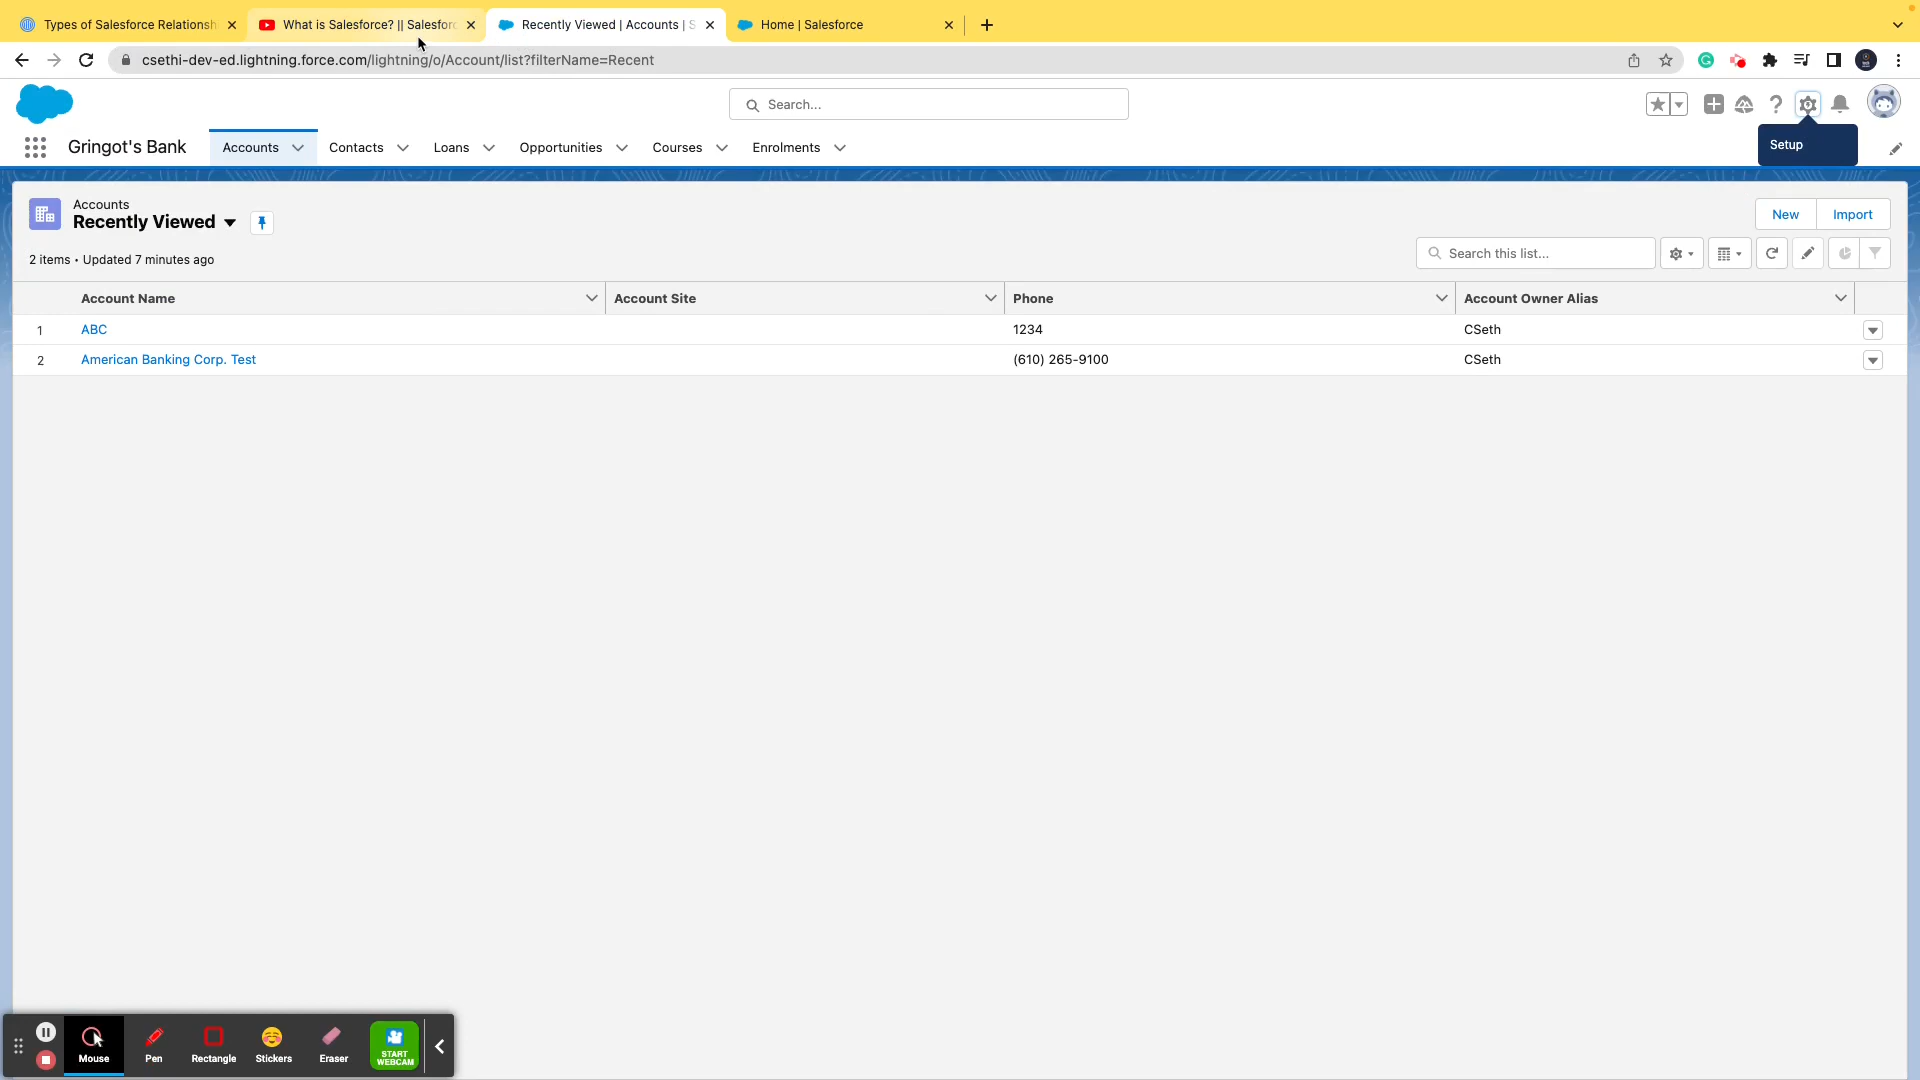 Types of Salesforce Relationsh
What is Salesforce? || Salesforc
Recently Viewed | Accounts | S
Home | Salesforce
csethi-dev-ed.lightning.force.com/lightning/o/Account/list?filterName=Recent
Search...
Gringot's Bank
Accounts
Contacts
Loans
Opportunities
Courses
Enrolments
Setup
Accounts
Recently Viewed
New
Import
2 items • Updated 7 minutes ago
Search this list...
Account Name
Account Site
Phone
Account Owner Alias
1 ABC 1234 CSeth
2 American Banking Corp. Test (610) 265-9100 CSeth
Mouse
Pen
Rectangle
Stickers
Eraser
START
WEBCAM